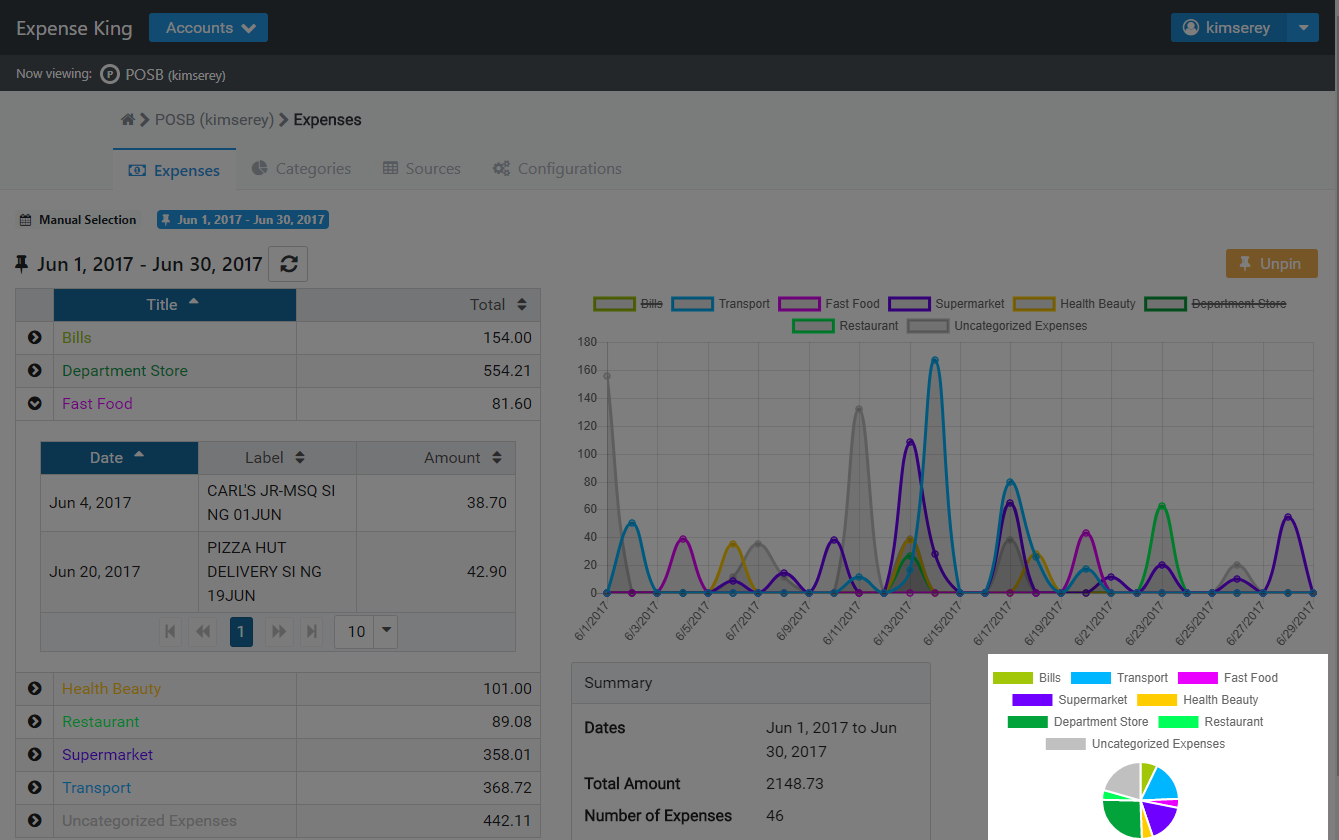 Expense King Accounts kimserey
Now viewing: P POSB (kimserey)
POSB (kimserey) Expenses
Expenses Categories Sources Configurations
Manual Selection Jun 1, 2017 - Jun 30, 2017
Jun 1, 2017 - Jun 30, 2017 Unpin
Title Total
Bills 154.00
Department Store 554.21
Fast Food 81.60
Date Label Amount
Jun 4, 2017 CARL'S JR-MSQ SI 38.70
NG 01JUN
Jun 20, 2017 PIZZA HUT 42.90
DELIVERY SI NG
19JUN
1 10
Health Beauty 101.00
Restaurant 89.08
Supermarket 358.01
Transport 368.72
Uncategorized Expenses 442.11
Bills Transport Fast Food Supermarket Health Beauty Department Store
Restaurant Uncategorized Expenses
180
160
140
120
100
80
60
40
20
0
6/1/2017 6/3/2017 6/5/2017 6/7/2017 6/9/2017 6/11/2017 6/13/2017 6/15/2017 6/17/2017 6/19/2017 6/21/2017 6/23/2017 6/25/2017 6/27/2017 6/29/2017
Summary
Dates Jun 1, 2017 to Jun
30, 2017
Total Amount 2148.73
Number of Expenses 46
Bills Transport Fast Food
Supermarket Health Beauty
Department Store Restaurant
Uncategorized Expenses